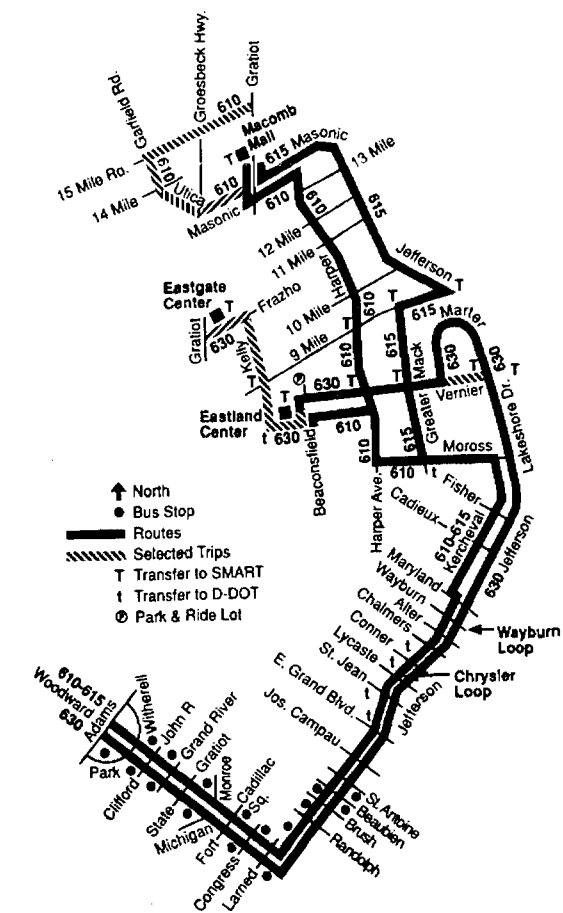 Garfield Rd.
Groesbeck Hwy.
Gratiot
610
Macomb
Mall
T
615 Masonic
15 Mile Ro.
610
Utica
610
14 Mile
Masonic
610
610
13 Mile
615
12 Mile
11 Mile
Harper
Jefferson
T
Eastgate
Center
T
Frazho
10 Mile
610
T
615
Marter
Gratiot
630
Kelly
9 Mile
T
610
615
Mack
630
630
T
T
P
630
T
T
T
Vernier
Lakeshore Dr.
Eastland
Center
T
t
630
610
Beaconsfield
610
615
Greater
Moross
610
t
Harper Ave.
Fisher
Cadieux
610-615
Kercheval
630 Jefferson
North
Bus Stop
Routes
Selected Trips
T Transfer to SMART
t Transfer to D-DOT
P Park & Ride Lot
Maryland
Wayburn
Alter
Chalmers
Conner
t
Lycaste
t
St. Jean
t
E. Grand Blvd.
t
Jos. Campau
Wayburn
Loop
Chrysler
Loop
Jefferson
610-615
Woodward
630
Adams
Witherell
John R
Grand River
Gratiot
Monroe
Cadillac
Sq.
Park
Clifford
State
Michigan
Fort
Congress
Larned
St. Antoine
Beaubien
Brush
Randolph